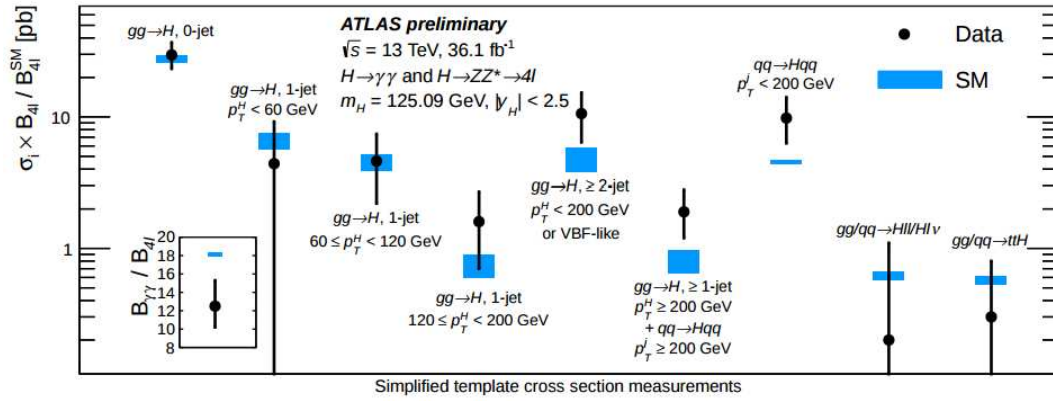 ATLAS preliminary
√s = 13 TeV, 36.1 fb⁻¹
H→γγ and H→ZZ*→4l
m_H = 125.09 GeV, |y_H| < 2.5
Data
SM
σ_i × B_4l / B_4l^SM [pb]
10
1
gg→H, 0-jet
gg→H, 1-jet
p_T^H < 60 GeV
gg→H, 1-jet
60 ≤ p_T^H < 120 GeV
gg→H, 1-jet
120 ≤ p_T^H < 200 GeV
gg→H, ≥ 2-jet
p_T^H < 200 GeV
or VBF-like
gg→H, ≥ 1-jet
p_T^H ≥ 200 GeV
+ qq→Hqq
p_T^j ≥ 200 GeV
qq→Hqq
p_T^j < 200 GeV
gg/qq→Hll/Hlν
gg/qq→ttH
B_γγ / B_4l
20
18
16
14
12
10
8
Simplified template cross section measurements